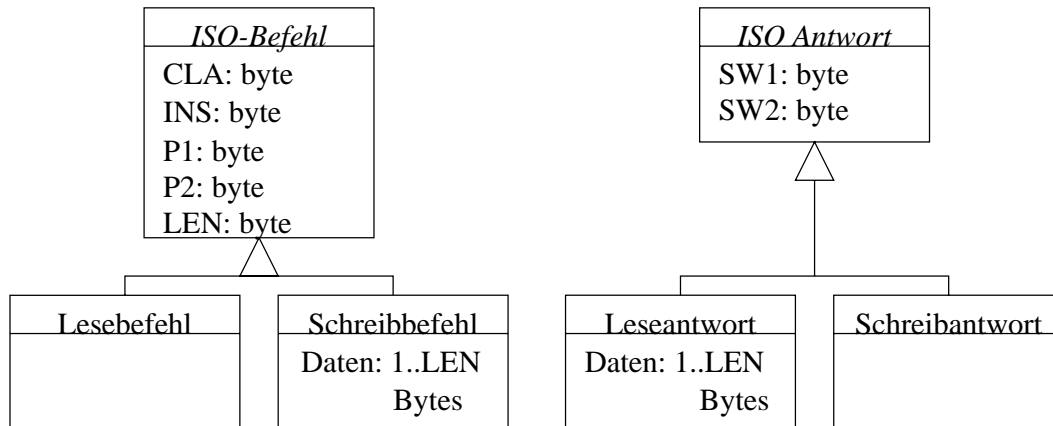 ISO-Befehl
CLA: byte
INS: byte
P1: byte
P2: byte
LEN: byte
ISO Antwort
SW1: byte
SW2: byte
Lesebefehl
Schreibbefehl
Daten: 1..LEN
Bytes
Leseantwort
Daten: 1..LEN
Bytes
Schreibantwort